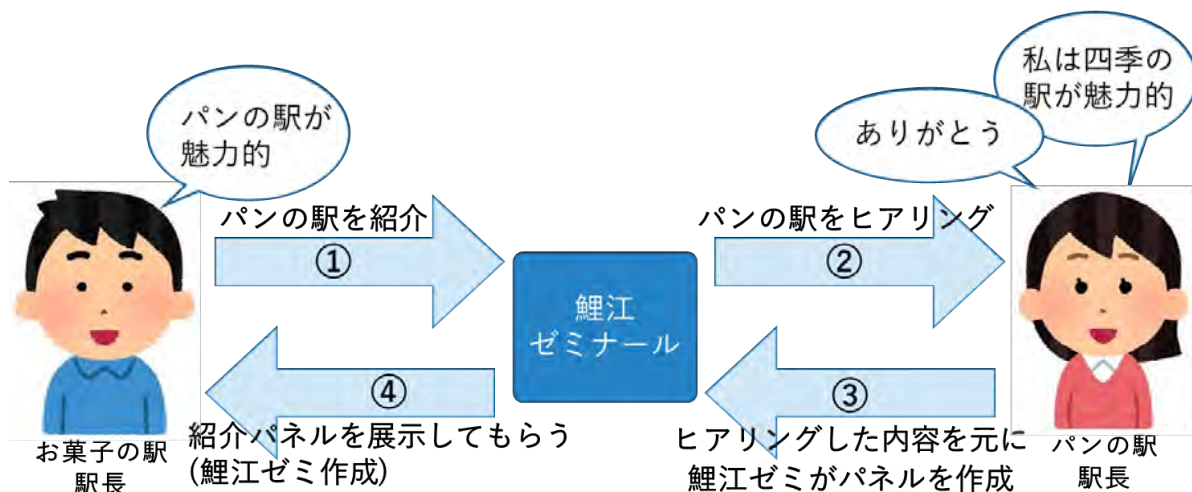 パンの駅が
魅力的
私は四季の
駅が魅力的
ありがとう
パンの駅を紹介
①
パンの駅をヒアリング
②
鯉江
ゼミナール
④
紹介パネルを展示してもらう
(鯉江ゼミ作成)
③
ヒアリングした内容を元に
鯉江ゼミがパネルを作成
お菓子の駅
駅長
パンの駅
駅長